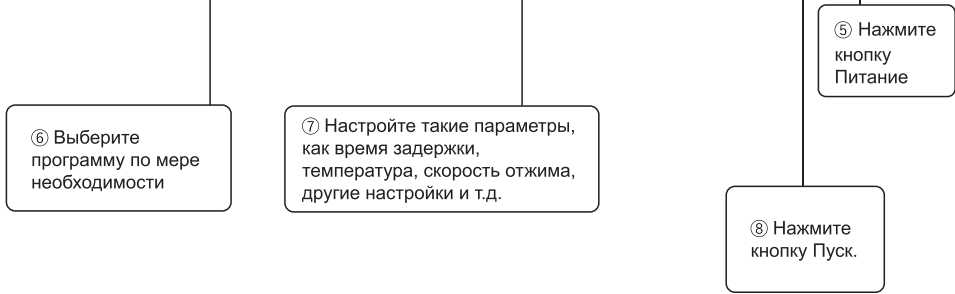 ⑤ Нажмите
кнопку
Питание
⑥ Выберите
программу по мере
необходимости
⑦ Настройте такие параметры,
как время задержки,
температура, скорость отжима,
другие настройки и т.д.
⑧ Нажмите
кнопку Пуск.